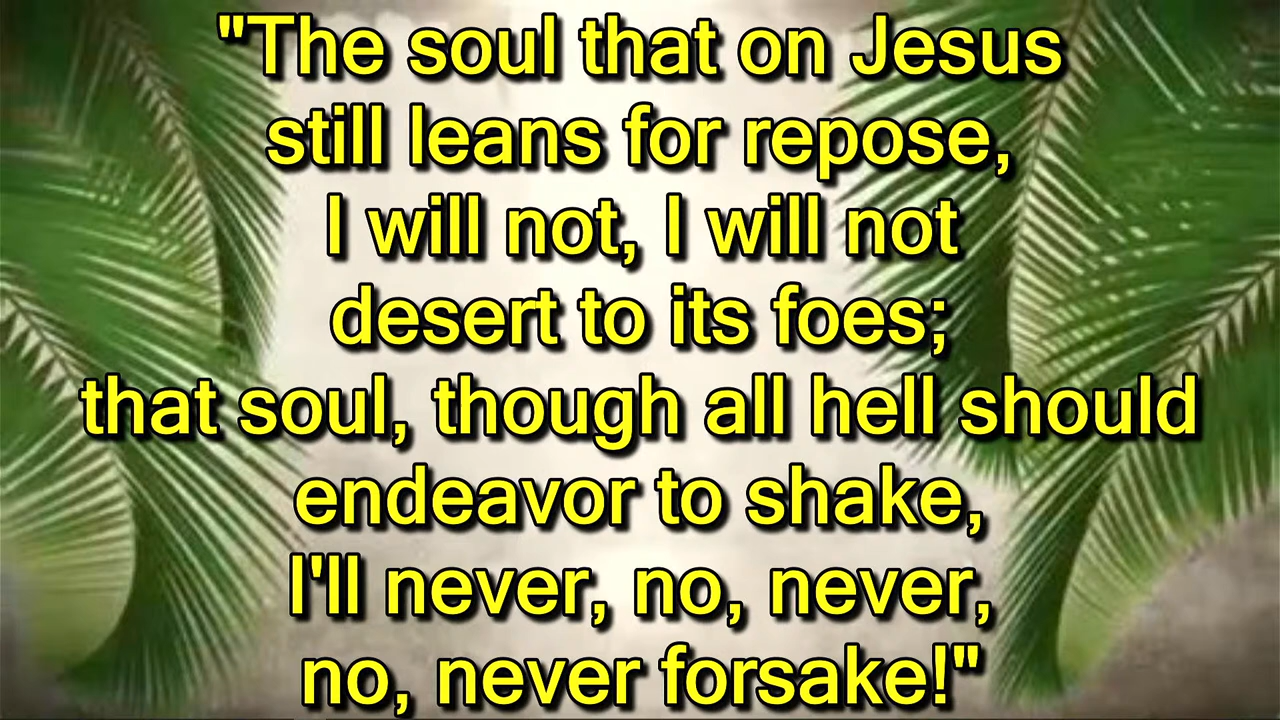 "The soul that on Jesus
still leans for repose,
I will not, I will not
desert to its foes;
that soul, though all hell should
endeavor to shake,
I'll never, no, never,
no, never forsake!"